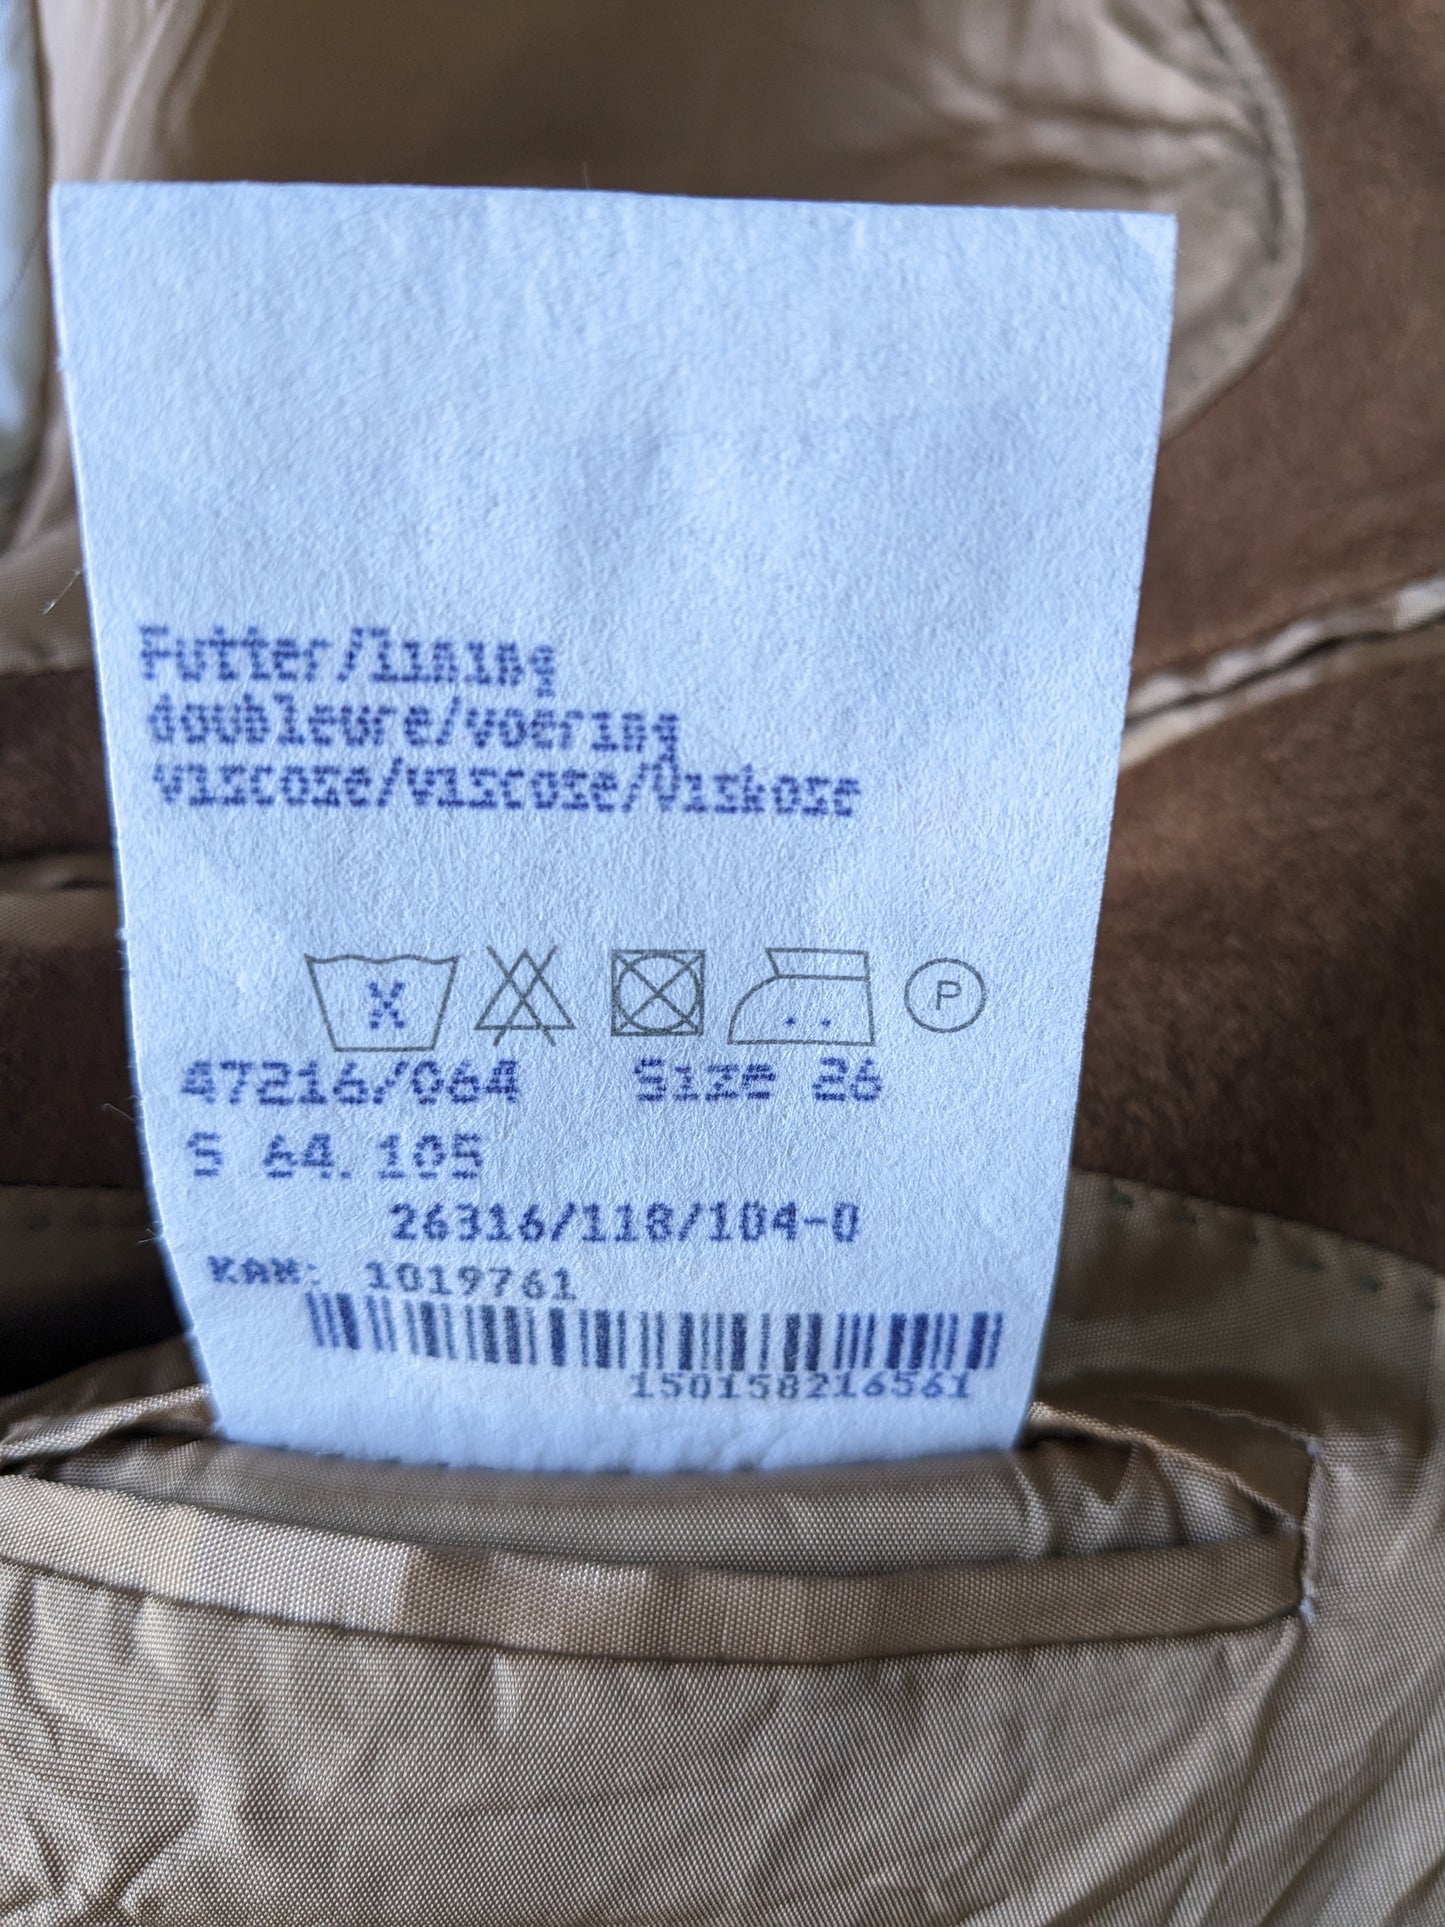 Futter/lining
doublure/voering
viscose/viscose/Viskose
X
P
47216/064 Size 26
S 64.105
26316/118/104-0
KAN: 1019761
150158216561